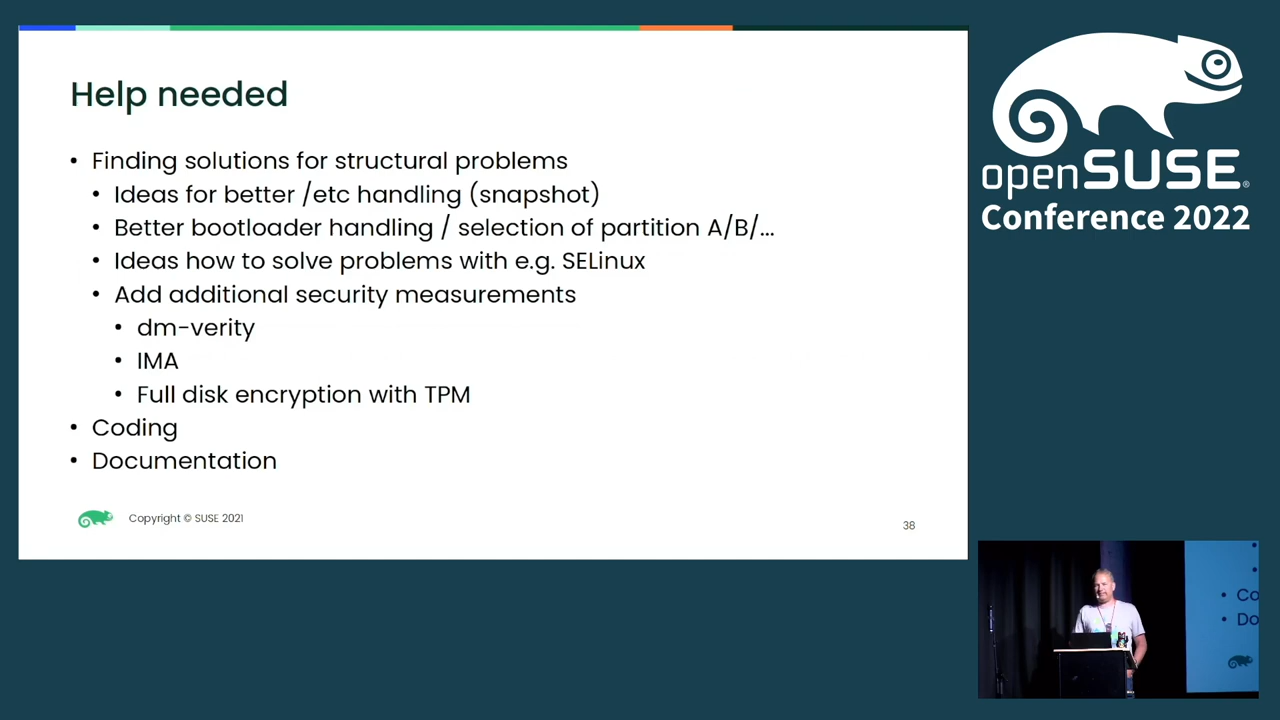 Help needed
• Finding solutions for structural problems
• Ideas for better /etc handling (snapshot)
• Better bootloader handling / selection of partition A/B/...
• Ideas how to solve problems with e.g. SELinux
• Add additional security measurements
• dm-verity
• IMA
• Full disk encryption with TPM
• Coding
• Documentation
Copyright © SUSE 2021
38
openSUSE®
Conference 2022
• Co
• Do